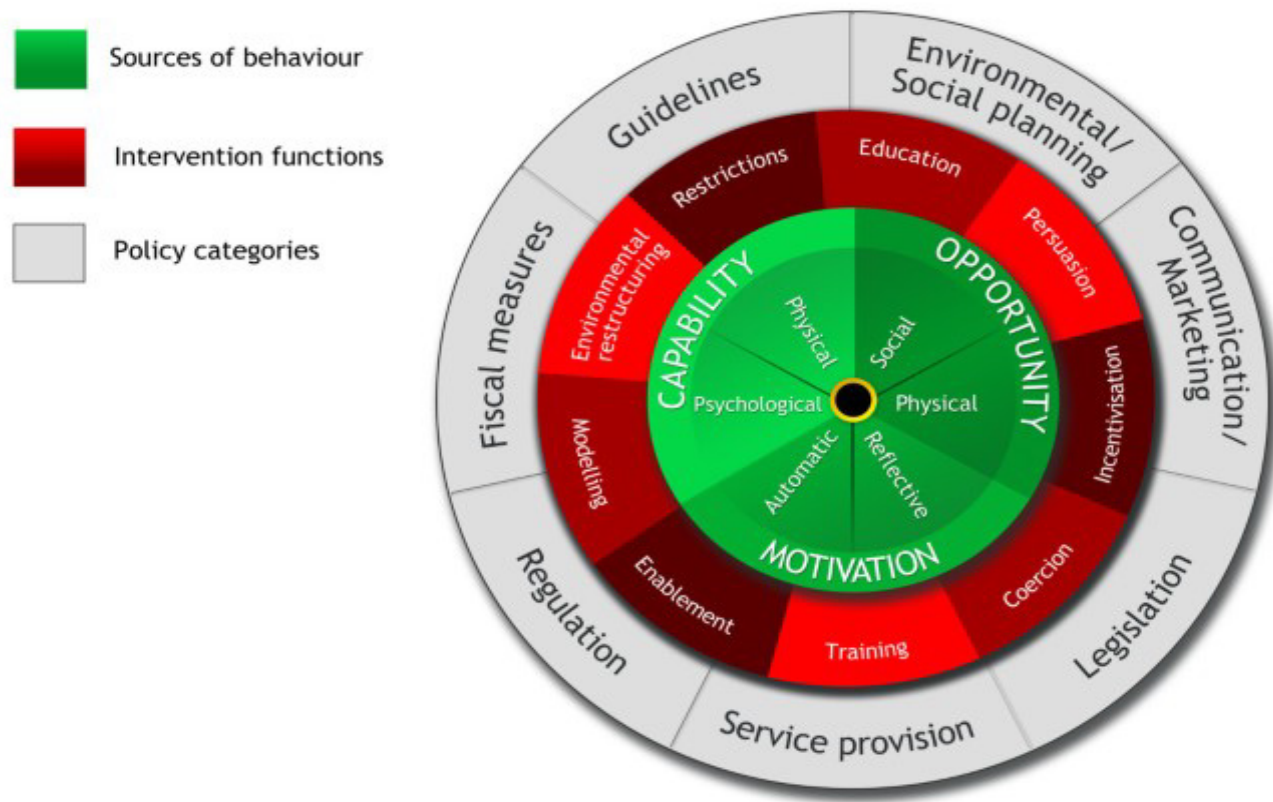 Sources of behaviour
Intervention functions
Policy categories
Guidelines
Environmental/
Social planning
Communication/
Marketing
Legislation
Service provision
Regulation
Fiscal measures
Restrictions
Education
Persuasion
Incentivisation
Coercion
Training
Enablement
Modelling
Environmental
restructuring
CAPABILITY
OPPORTUNITY
MOTIVATION
Physical
Social
Psychological
Physical
Automatic
Reflective